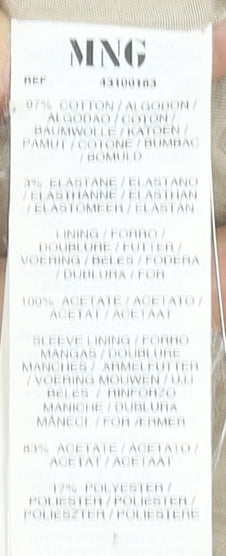 MNG
REF 43100183
97% COTTON / ALGODON /
ALGODAO / COTON /
BAUMWOLLE / KATOEN /
PAMUT / COTONE / BUMBAC
/ BOMULD
3% ELASTANE / ELASTANO
/ ELASTHANNE / ELASTHAN
/ ELASTOMEER / ELASTAN
LINING / FORRO /
DOUBLURE / FUTTER /
VOERING / BELES / FODERA
/ DUBLURA / FOR
100% ACETATE / ACETATO /
ACETAT / ACETAAT
SLEEVE LINING / FORRO
MANGAS / DOUBLURE
MANCHES / ARMELFUTTER
/ VOERING MOUWEN / UJJ
BELES / RINFORZO
MANICHE / DUBLURA
MANECI / FOR
83% ACETATE / ACETATO /
ACETAT / ACETAAT
17% POLYESTER /
POLIESTER / POLIESTER /
POLIESZTER / POLIESTERE